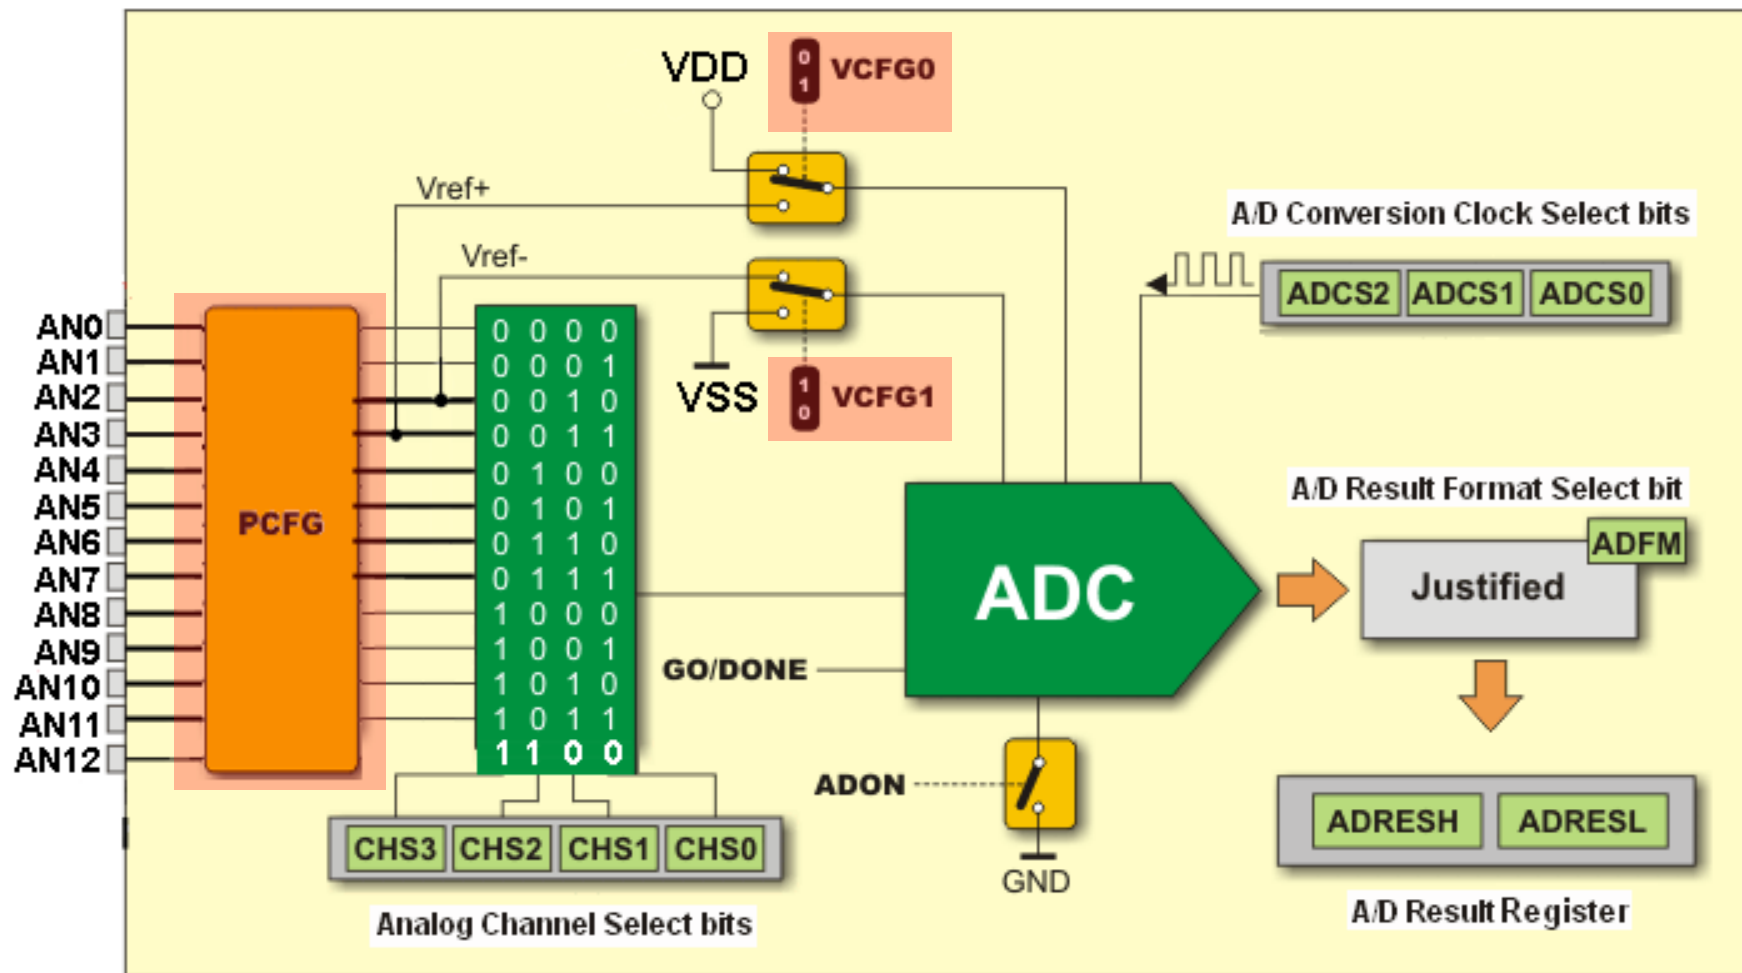 VDD
0
1
VCFG0
Vref+
Vref-
VSS
1
0
VCFG1
A/D Conversion Clock Select bits
ADCS2 ADCS1 ADCS0
AN0
AN1
AN2
AN3
AN4
AN5
AN6
AN7
AN8
AN9
AN10
AN11
AN12
PCFG
0 0 0 0
0 0 0 1
0 0 1 0
0 0 1 1
0 1 0 0
0 1 0 1
0 1 1 0
0 1 1 1
1 0 0 0
1 0 0 1
1 0 1 0
1 0 1 1
1 1 0 0
CHS3 CHS2 CHS1 CHS0
Analog Channel Select bits
ADC
GO/DONE
ADON
GND
A/D Result Format Select bit
ADFM
Justified
ADRESH ADRESL
A/D Result Register